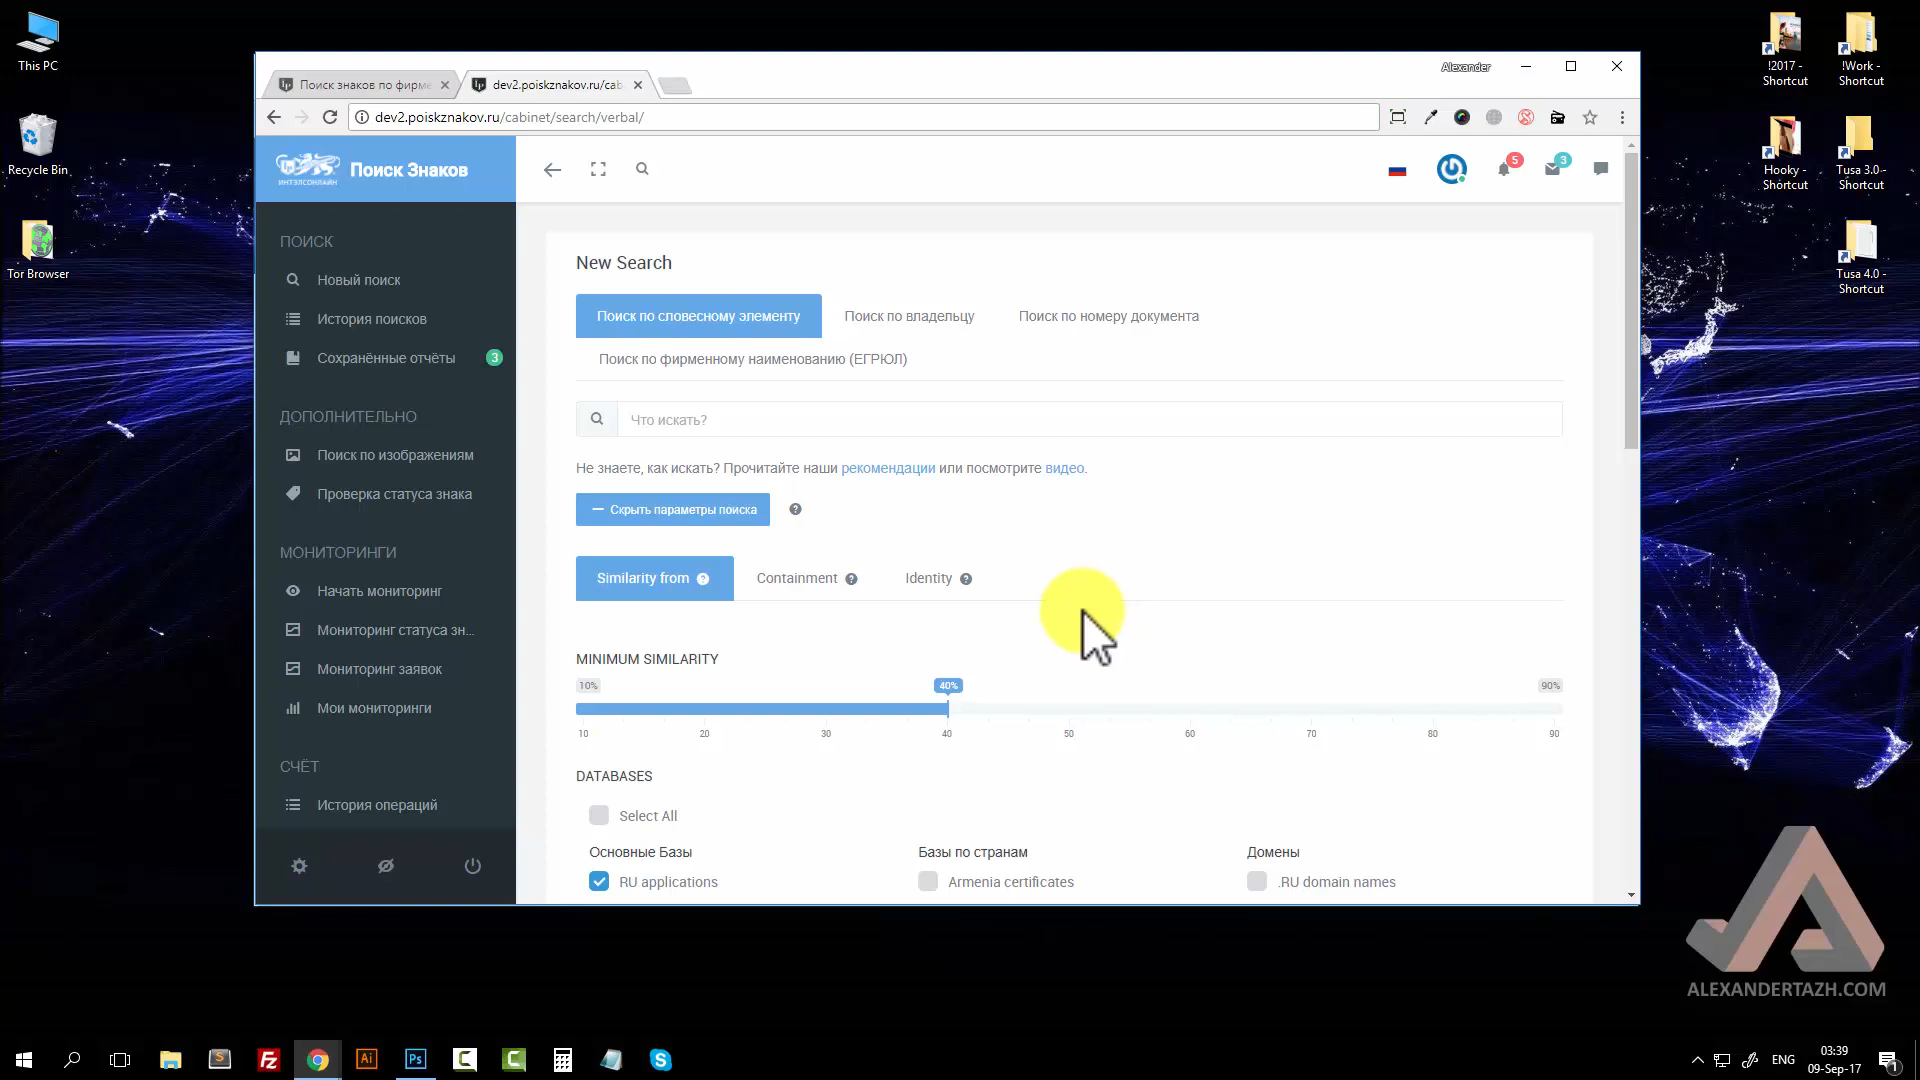 This PC
Recycle Bin
Tor Browser
!2017 -
Shortcut
!Work -
Shortcut
Hooky -
Shortcut
Tusa 3.0 -
Shortcut
Tusa 4.0 -
Shortcut
Alexander
Поиск знаков по фирме
dev2.poiskznakov.ru/cab
dev2.poiskznakov.ru/cabinet/search/verbal/
ИНТЭЛСОНЛАЙН
Поиск Знаков
5
3
ПОИСК
Новый поиск
История поисков
Сохранённые отчёты
3
ДОПОЛНИТЕЛЬНО
Поиск по изображениям
Проверка статуса знака
МОНИТОРИНГИ
Начать мониторинг
Мониторинг статуса зн...
Мониторинг заявок
Мои мониторинги
СЧЁТ
История операций
New Search
Поиск по словесному элементу
Поиск по владельцу
Поиск по номеру документа
Поиск по фирменному наименованию (ЕГРЮЛ)
Что искать?
Не знаете, как искать? Прочитайте наши рекомендации или посмотрите видео.
Скрыть параметры поиска
Similarity from
Containment
Identity
MINIMUM SIMILARITY
10%
40%
90%
10 20 30 40 50 60 70 80 90
DATABASES
Select All
Основные Базы
Базы по странам
Домены
RU applications
Armenia certificates
.RU domain names
ALEXANDERTAZH.COM
S
Fz
Ai
Ps
C
C
S
ENG
03:39
09-Sep-17
1